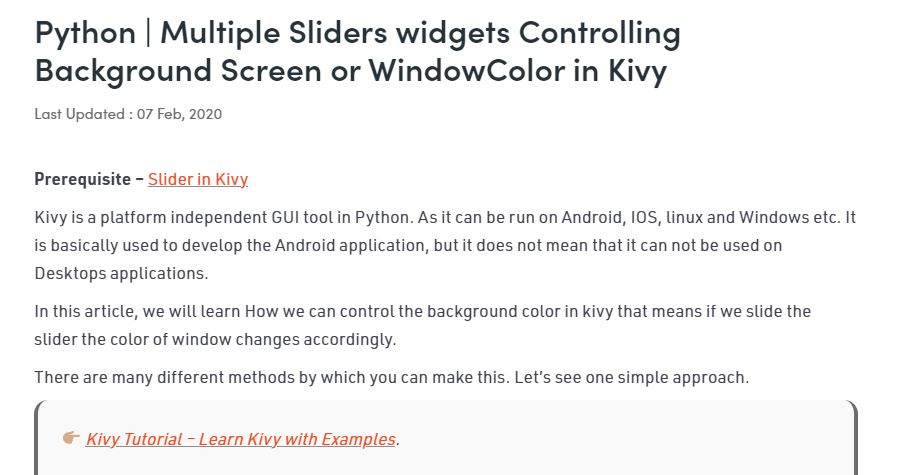 Python | Multiple Sliders widgets Controlling
Background Screen or WindowColor in Kivy
Last Updated : 07 Feb, 2020
Prerequisite – Slider in Kivy
Kivy is a platform independent GUI tool in Python. As it can be run on Android, IOS, linux and Windows etc. It
is basically used to develop the Android application, but it does not mean that it can not be used on
Desktops applications.
In this article, we will learn How we can control the background color in kivy that means if we slide the
slider the color of window changes accordingly.
There are many different methods by which you can make this. Let’s see one simple approach.
Kivy Tutorial – Learn Kivy with Examples.